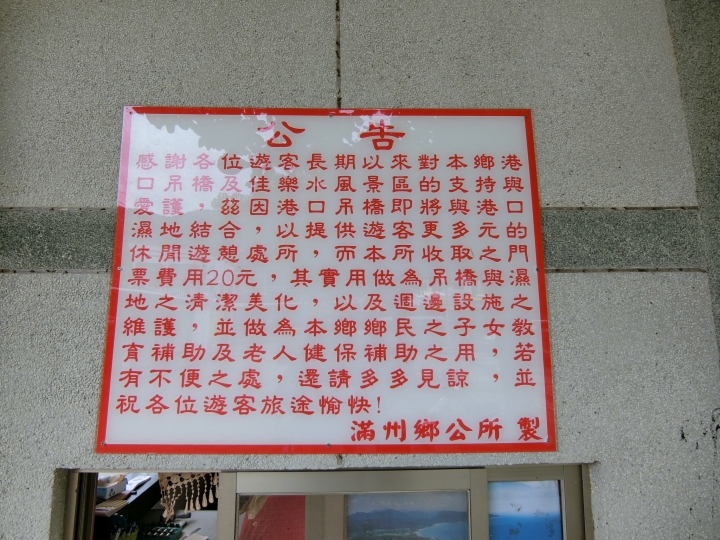 公告
感謝各位遊客長期以來對本鄉港
口吊橋及佳樂水風景區的支持與
愛護，茲因港口吊橋即將與港口
濕地結合，以提供遊客更多元的
休閒遊憩處所，而本所收取之門
票費用20元，其實用做為吊橋與濕
地之清潔美化，以及週邊設施之
維護，並做為本鄉鄉民之子女教
育補助及老人健保補助之用，若
有不便之處，還請多多見諒，並
祝各位遊客旅途愉快!
滿州鄉公所 製